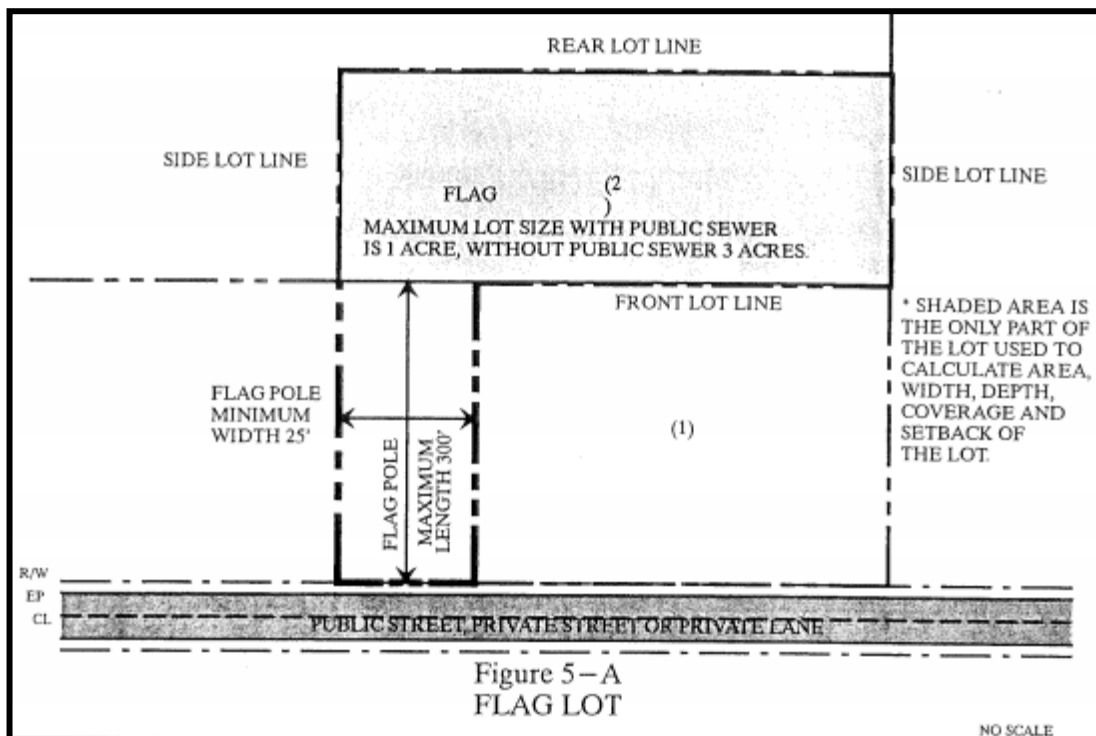 REAR LOT LINE
SIDE LOT LINE
SIDE LOT LINE
FLAG
(2
)
MAXIMUM LOT SIZE WITH PUBLIC SEWER
IS 1 ACRE, WITHOUT PUBLIC SEWER 3 ACRES.
FRONT LOT LINE
* SHADED AREA IS
THE ONLY PART OF
THE LOT USED TO
CALCULATE AREA,
WIDTH, DEPTH,
COVERAGE AND
SETBACK OF
THE LOT.
FLAG POLE
MINIMUM
WIDTH 25'
FLAG POLE
MAXIMUM
LENGTH 300'
(1)
R/W
EP
CL
PUBLIC STREET, PRIVATE STREET OR PRIVATE LANE
Figure 5-A
FLAG LOT
NO SCALE